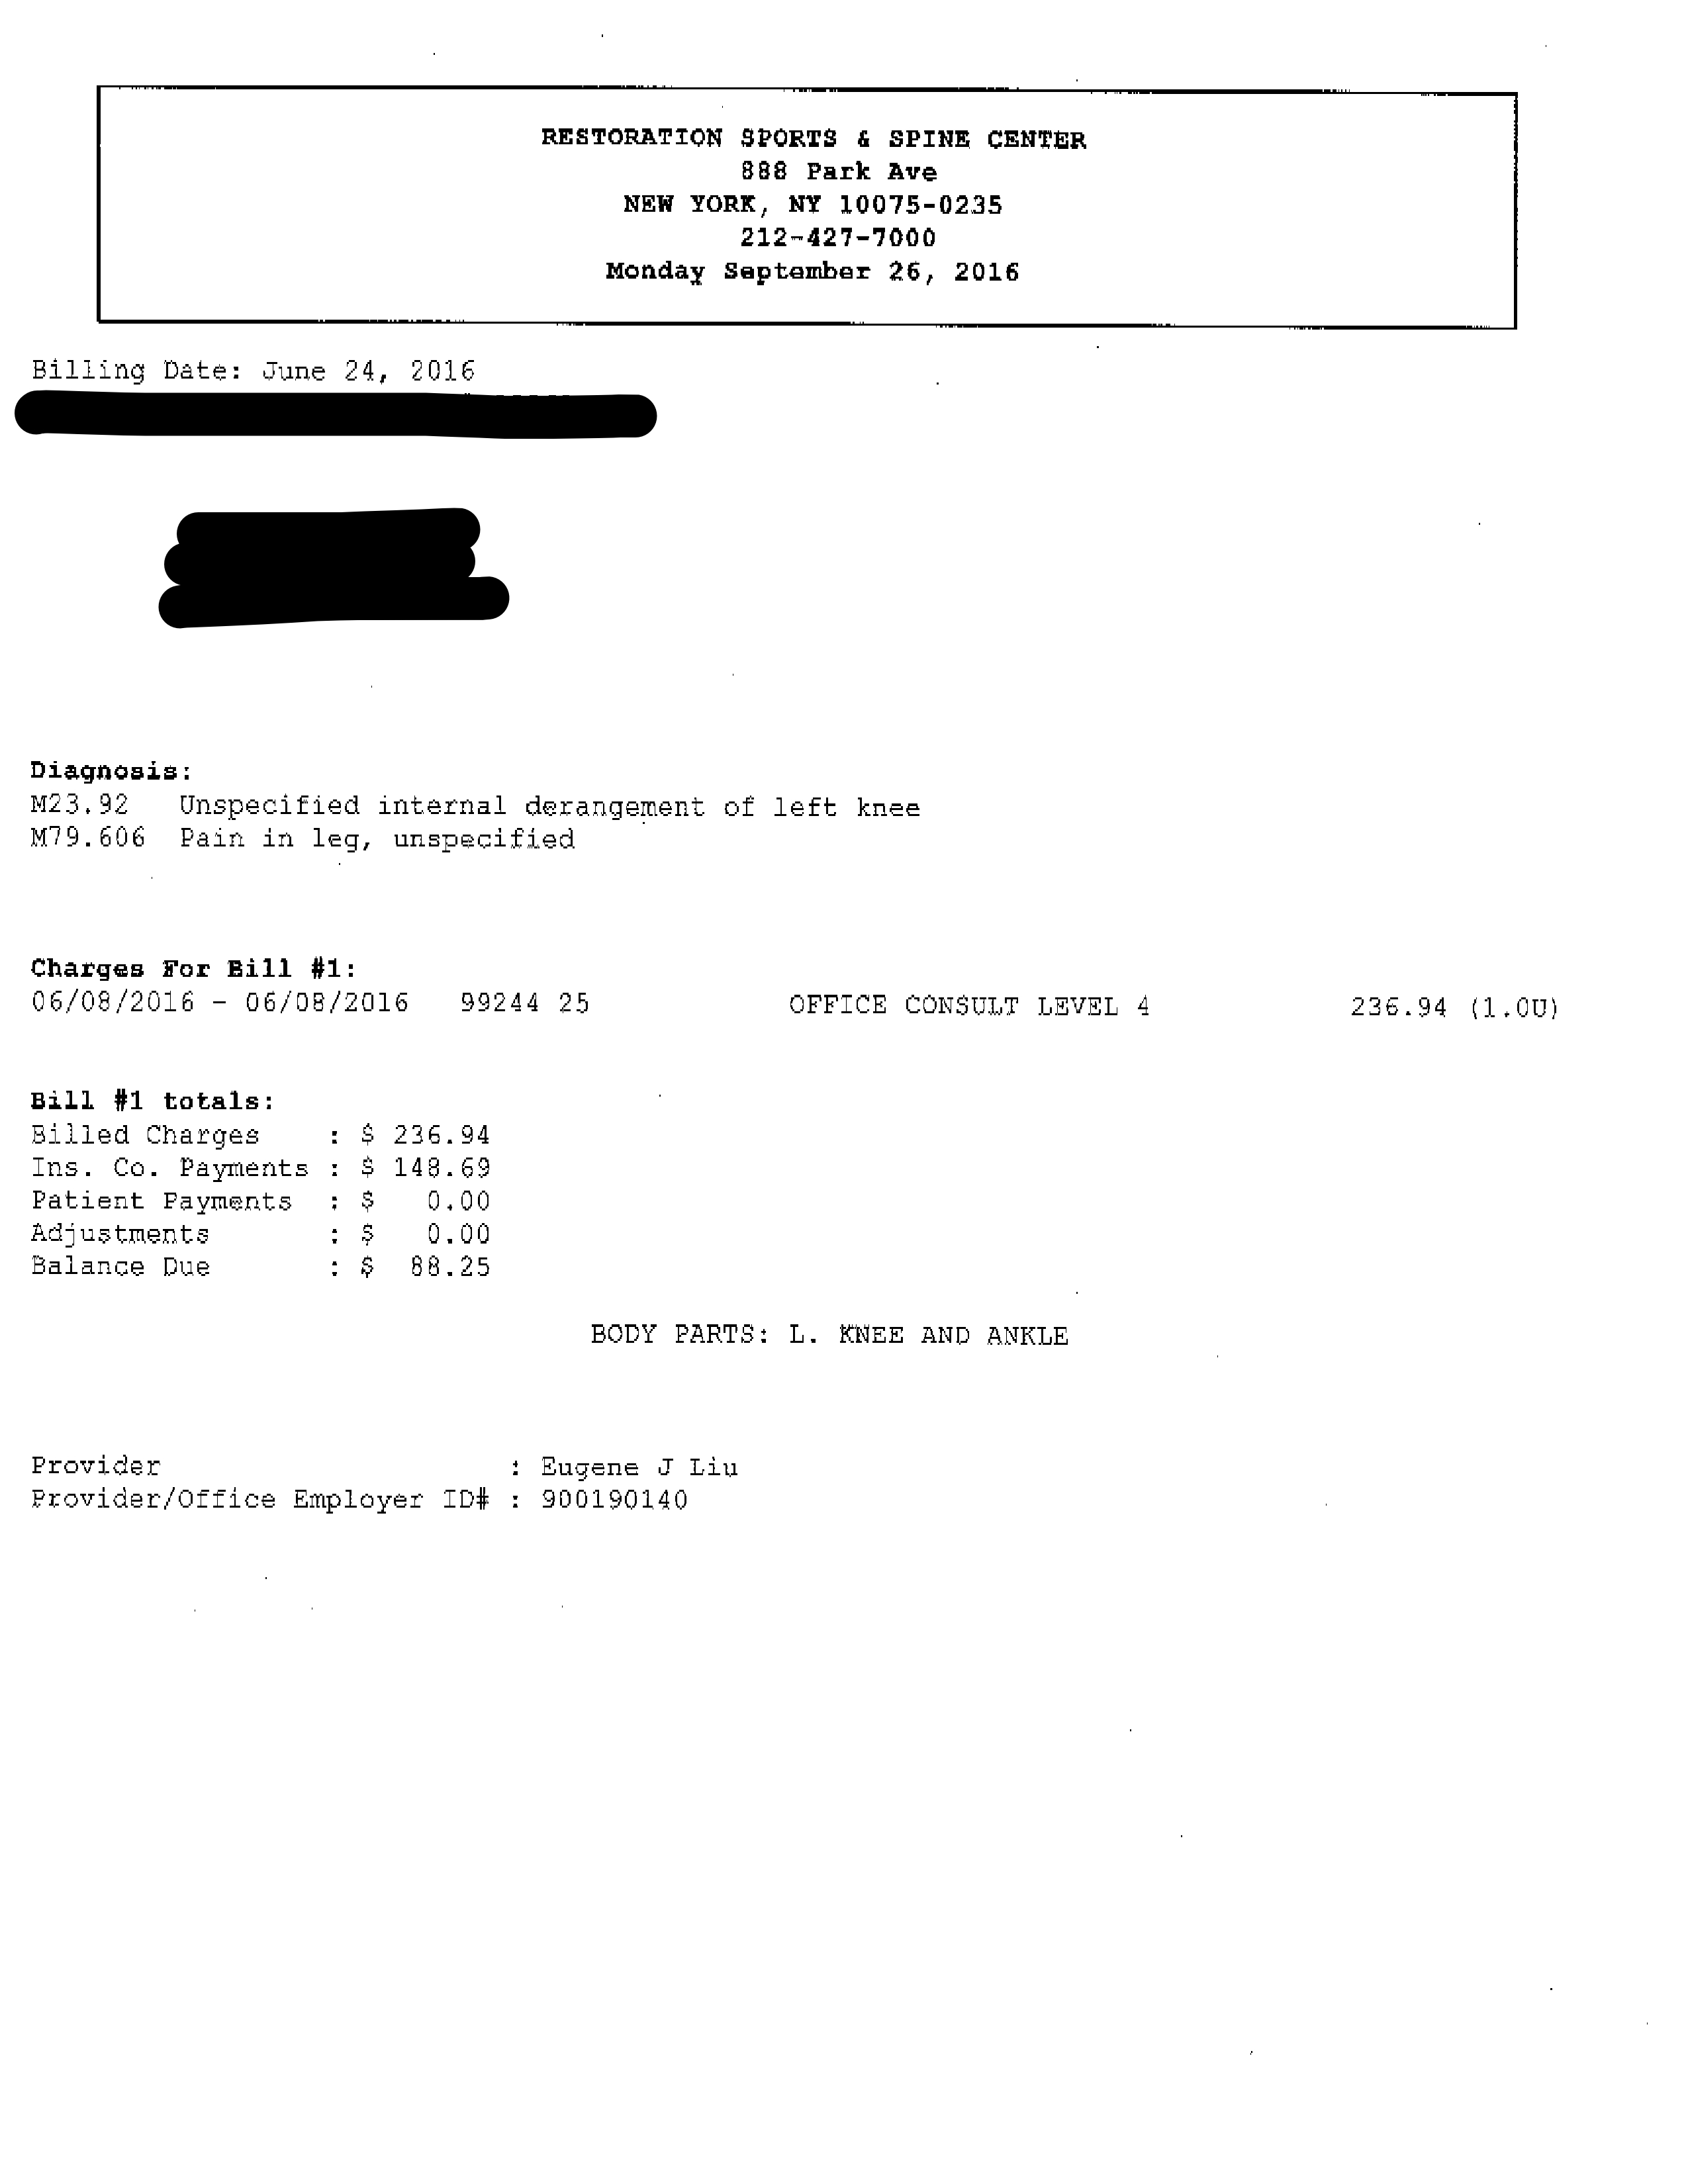 RESTORATION SPORTS & SPINE CENTER
888 Park Ave
NEW YORK, NY 10075-0235
212-427-7000
Monday September 26, 2016
Billing Date: June 24, 2016
Diagnosis:
M23.92 Unspecified internal derangement of left knee
M79.606 Pain in leg, unspecified
Charges For Bill #1:
06/08/2016 - 06/08/2016 99244 25 OFFICE CONSULT LEVEL 4 236.94 (1.0U)
Bill #1 totals:
Billed Charges : $ 236.94
Ins. Co. Payments : $ 148.69
Patient Payments : $ 0.00
Adjustments : $ 0.00
Balance Due : $ 88.25
BODY PARTS: L. KNEE AND ANKLE
Provider : Eugene J Liu
Provider/Office Employer ID# : 900190140